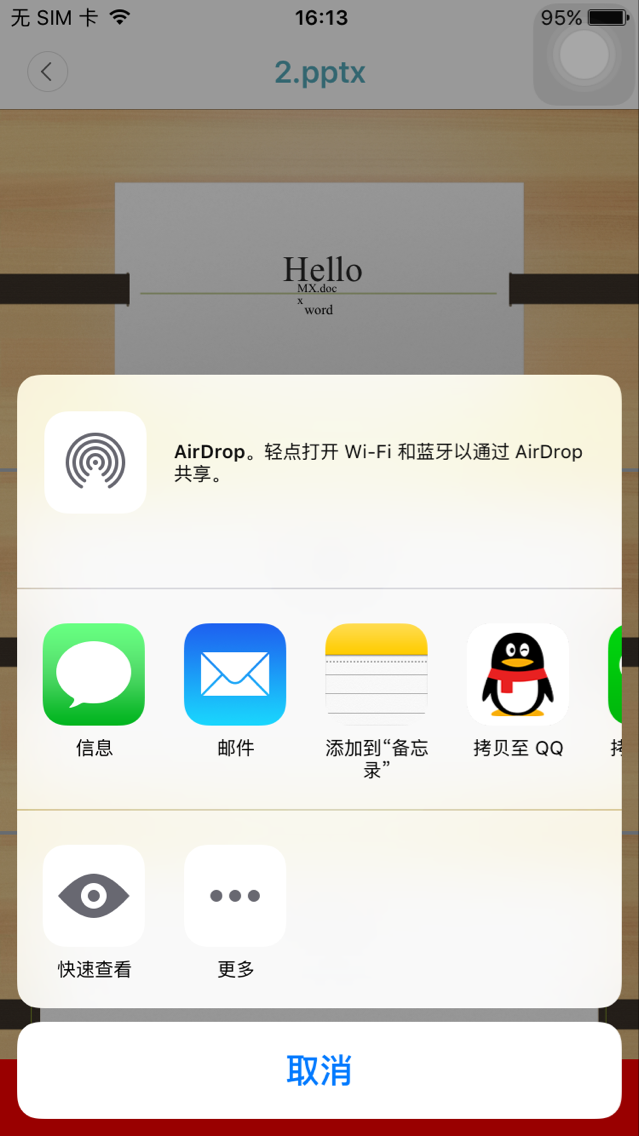 无 SIM 卡
16:13
95%
2.pptx
Hello
MX.doc
x
word
AirDrop。轻点打开 Wi-Fi 和蓝牙以通过 AirDrop
共享。
信息
邮件
添加到“备忘
录”
拷贝至 QQ
快速查看
更多
取消